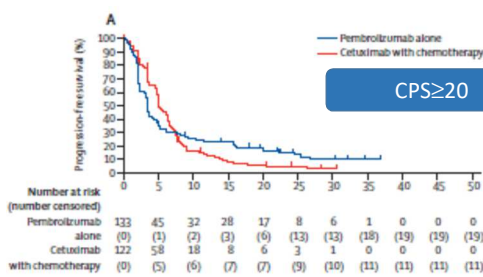 A
Progression-free survival (%)
100
90
80
70
60
50
40
30
20
10
0
Pembrolizumab alone
Cetuximab with chemotherapy
CPS≥20
0 5 10 15 20 25 30 35 40 45 50
Number at risk
(number censored)
Pembrolizumab 133 45 32 28 17 8 6 1 0 0 0
alone (0) (1) (2) (3) (6) (13) (13) (18) (19) (19) (19)
Cetuximab 122 58 18 8 6 3 1 0 0 0 0
with chemotherapy (0) (5) (6) (7) (7) (9) (10) (11) (11) (11) (11)